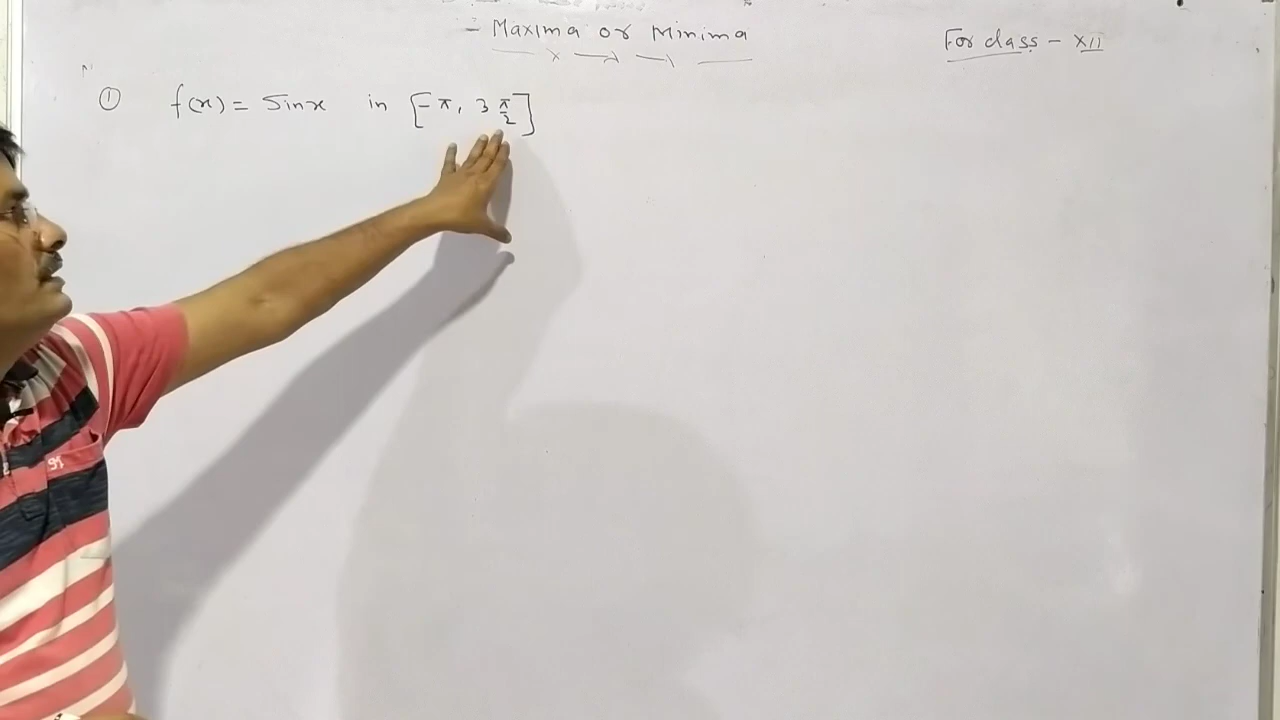 - Maxima or Minima
For class - XII
① f(x) = Sinx in [-π, 3 π/2]